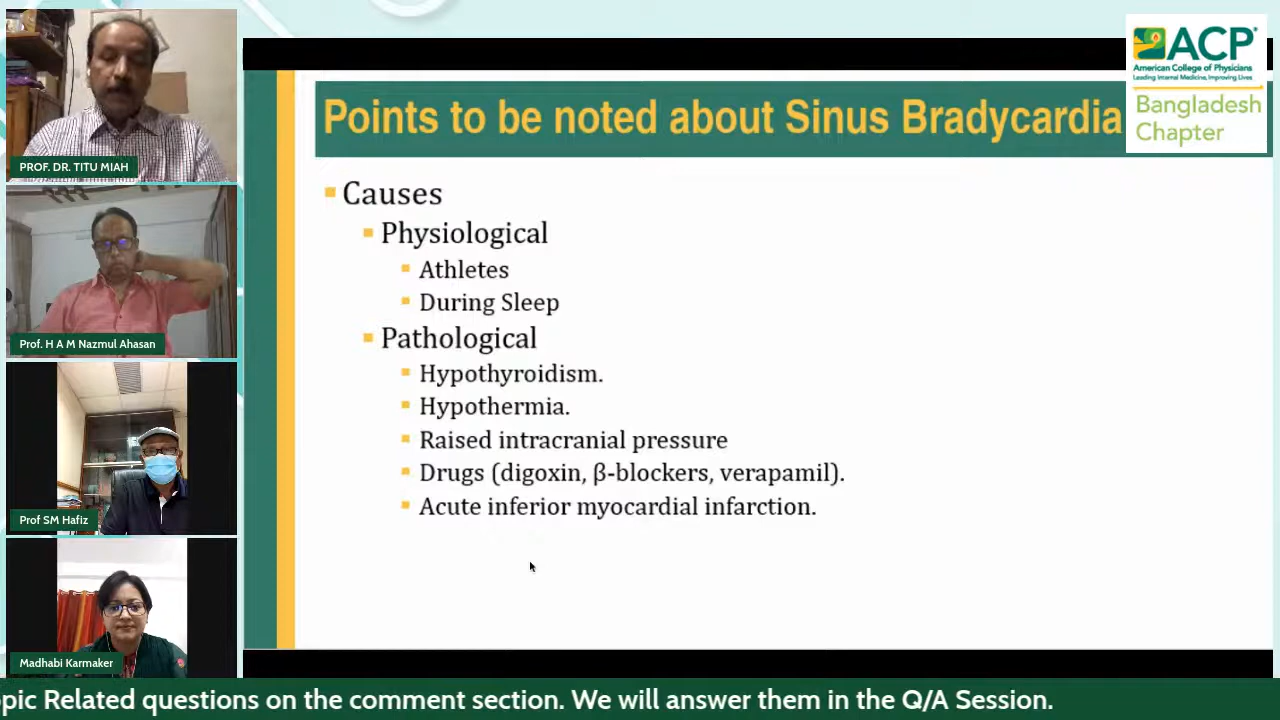 PROF. DR. TITU MIAH
Prof. H A M Nazmul Ahasan
Prof SM Hafiz
Madhabi Karmaker
Points to be noted about Sinus Bradycardia
ACP®
American College of Physicians
Leading Internal Medicine, Improving Lives
Bangladesh
Chapter
Causes
Physiological
Athletes
During Sleep
Pathological
Hypothyroidism.
Hypothermia.
Raised intracranial pressure
Drugs (digoxin, β-blockers, verapamil).
Acute inferior myocardial infarction.
pic Related questions on the comment section. We will answer them in the Q/A Session.